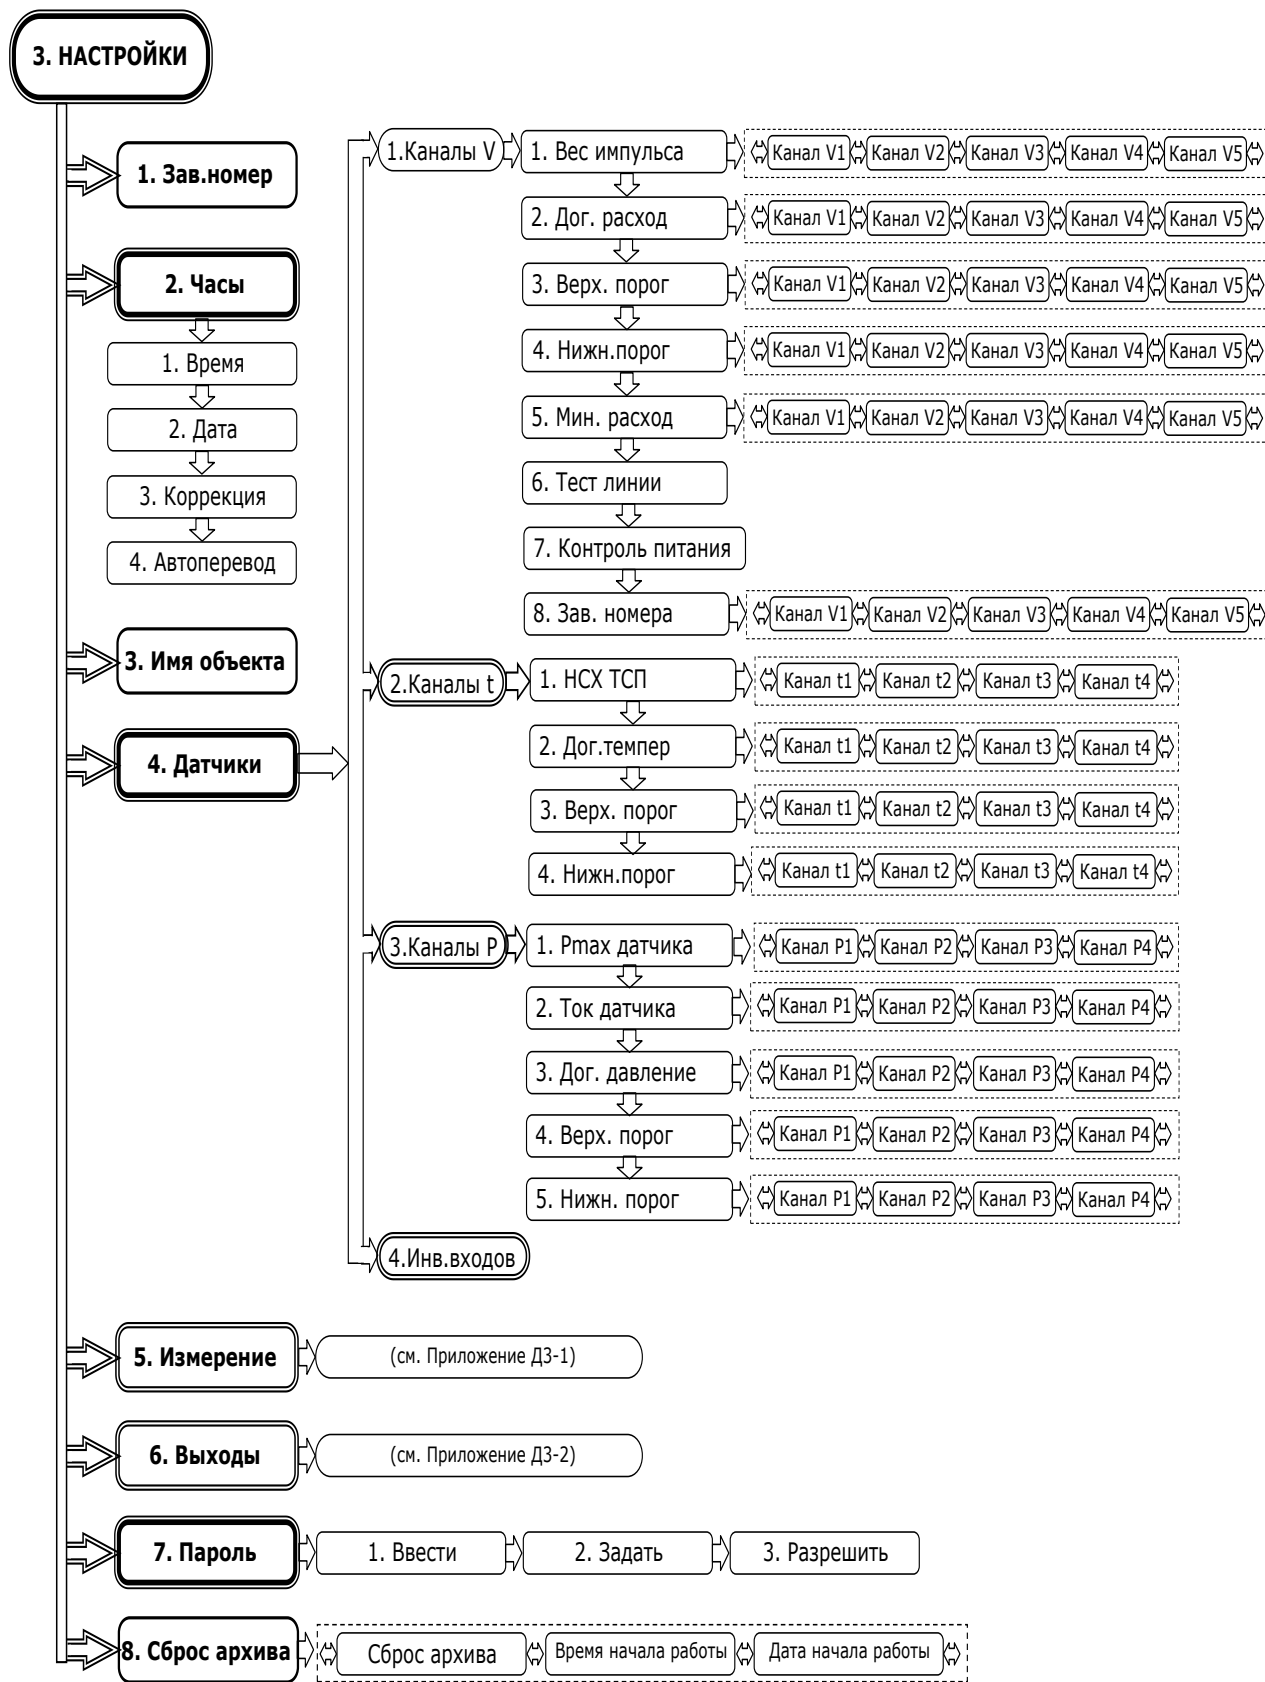 3. НАСТРОЙКИ
1. Зав.номер
2. Часы
1. Время
2. Дата
3. Коррекция
4. Автоперевод
3. Имя объекта
4. Датчики
1.Каналы V
1. Вес импульса
Канал V1 Канал V2 Канал V3 Канал V4 Канал V5
2. Дог. расход
Канал V1 Канал V2 Канал V3 Канал V4 Канал V5
3. Верх. порог
Канал V1 Канал V2 Канал V3 Канал V4 Канал V5
4. Нижн.порог
Канал V1 Канал V2 Канал V3 Канал V4 Канал V5
5. Мин. расход
Канал V1 Канал V2 Канал V3 Канал V4 Канал V5
6. Тест линии
7. Контроль питания
8. Зав. номера
Канал V1 Канал V2 Канал V3 Канал V4 Канал V5
2.Каналы t
1. НСХ ТСП
Канал t1 Канал t2 Канал t3 Канал t4
2. Дог.темпер
Канал t1 Канал t2 Канал t3 Канал t4
3. Верх. порог
Канал t1 Канал t2 Канал t3 Канал t4
4. Нижн.порог
Канал t1 Канал t2 Канал t3 Канал t4
3.Каналы P
1. Pmax датчика
Канал P1 Канал P2 Канал P3 Канал P4
2. Ток датчика
Канал P1 Канал P2 Канал P3 Канал P4
3. Дог. давление
Канал P1 Канал P2 Канал P3 Канал P4
4. Верх. порог
Канал P1 Канал P2 Канал P3 Канал P4
5. Нижн. порог
Канал P1 Канал P2 Канал P3 Канал P4
4.Инв.входов
5. Измерение
(см. Приложение Д3-1)
6. Выходы
(см. Приложение Д3-2)
7. Пароль
1. Ввести
2. Задать
3. Разрешить
8. Сброс архива
Сброс архива
Время начала работы
Дата начала работы